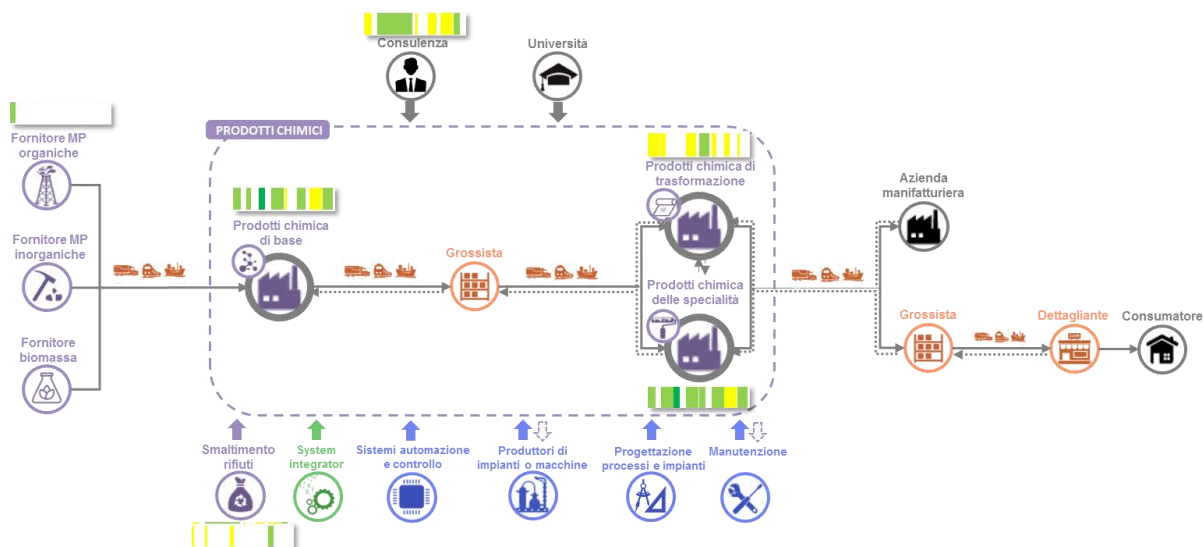 Consulenza
Università
Fornitore MP
organiche
PRODOTTI CHIMICI
Prodotti chimica di
trasformazione
Azienda
manifatturiera
Prodotti chimica
di base
Fornitore MP
inorganiche
Grossista
Prodotti chimica
delle specialità
Grossista
Dettagliante
Consumatore
Fornitore
biomassa
Smaltimento
rifiuti
System
integrator
Sistemi automazione
e controllo
Produttori di
impianti o macchine
Progettazione
processi e impianti
Manutenzione